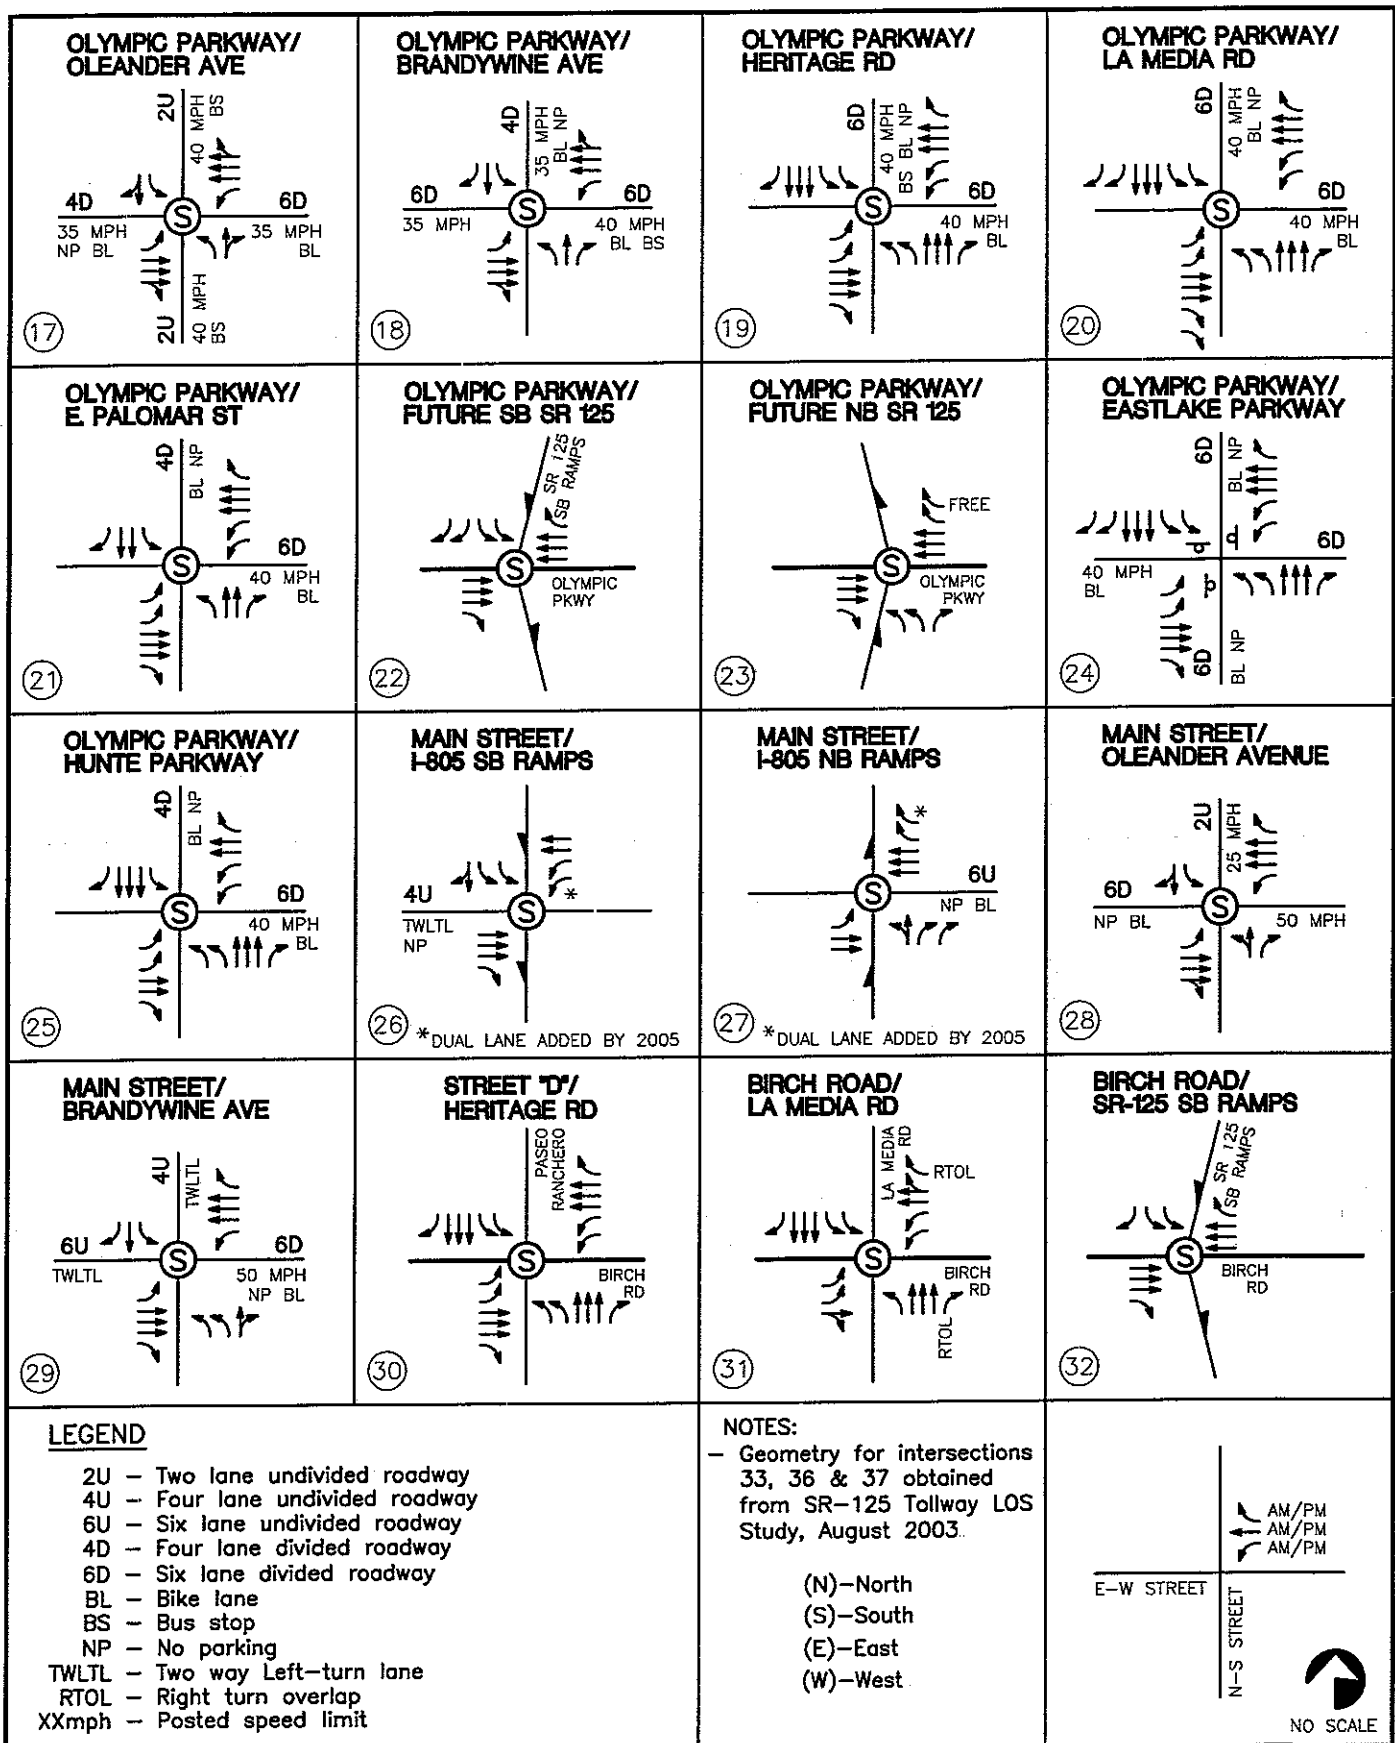 OLYMPIC PARKWAY/
OLEANDER AVE
2U
40 MPH
BS
S
4D
35 MPH
NP BL
6D
35 MPH
BL
2U
40 MPH
BS
17
OLYMPIC PARKWAY/
BRANDYWINE AVE
4D
35 MPH
BL NP
S
6D
35 MPH
6D
40 MPH
BL BS
18
OLYMPIC PARKWAY/
HERITAGE RD
6D
40 MPH
BS BL NP
S
6D
40 MPH
BL
19
OLYMPIC PARKWAY/
LA MEDIA RD
6D
40 MPH
BL NP
S
6D
40 MPH
BL
20
OLYMPIC PARKWAY/
E. PALOMAR ST
4D
BL NP
S
6D
40 MPH
BL
21
OLYMPIC PARKWAY/
FUTURE SB SR 125
SR 125
SB RAMPS
S
OLYMPIC
PKWY
22
OLYMPIC PARKWAY/
FUTURE NB SR 125
FREE
S
OLYMPIC
PKWY
23
OLYMPIC PARKWAY/
EASTLAKE PARKWAY
6D
BL NP
6D
40 MPH
BL
6D
BL NP
24
OLYMPIC PARKWAY/
HUNTE PARKWAY
4D
BL NP
S
6D
40 MPH
BL
25
MAIN STREET/
I-805 SB RAMPS
4U
TWLTL
NP
S
*
26
*DUAL LANE ADDED BY 2005
MAIN STREET/
I-805 NB RAMPS
*
S
6U
NP BL
27
*DUAL LANE ADDED BY 2005
MAIN STREET/
OLEANDER AVENUE
2U
25 MPH
6D
NP BL
S
50 MPH
28
MAIN STREET/
BRANDYWINE AVE
4U
TWLTL
6U
TWLTL
S
6D
50 MPH
NP BL
29
STREET "D"/
HERITAGE RD
PASEO
RANCHERO
S
BIRCH
RD
30
BIRCH ROAD/
LA MEDIA RD
LA MEDIA
RD
RTOL
S
BIRCH
RD
RTOL
31
BIRCH ROAD/
SR-125 SB RAMPS
SR 125
SB RAMPS
S
BIRCH
RD
32
LEGEND
2U – Two lane undivided roadway
4U – Four lane undivided roadway
6U – Six lane undivided roadway
4D – Four lane divided roadway
6D – Six lane divided roadway
BL – Bike lane
BS – Bus stop
NP – No parking
TWLTL – Two way Left-turn lane
RTOL – Right turn overlap
XXmph – Posted speed limit
NOTES:
– Geometry for intersections
33, 36 & 37 obtained
from SR-125 Tollway LOS
Study, August 2003.
(N)-North
(S)-South
(E)-East
(W)-West
AM/PM
AM/PM
AM/PM
E-W STREET
N-S STREET
NO SCALE